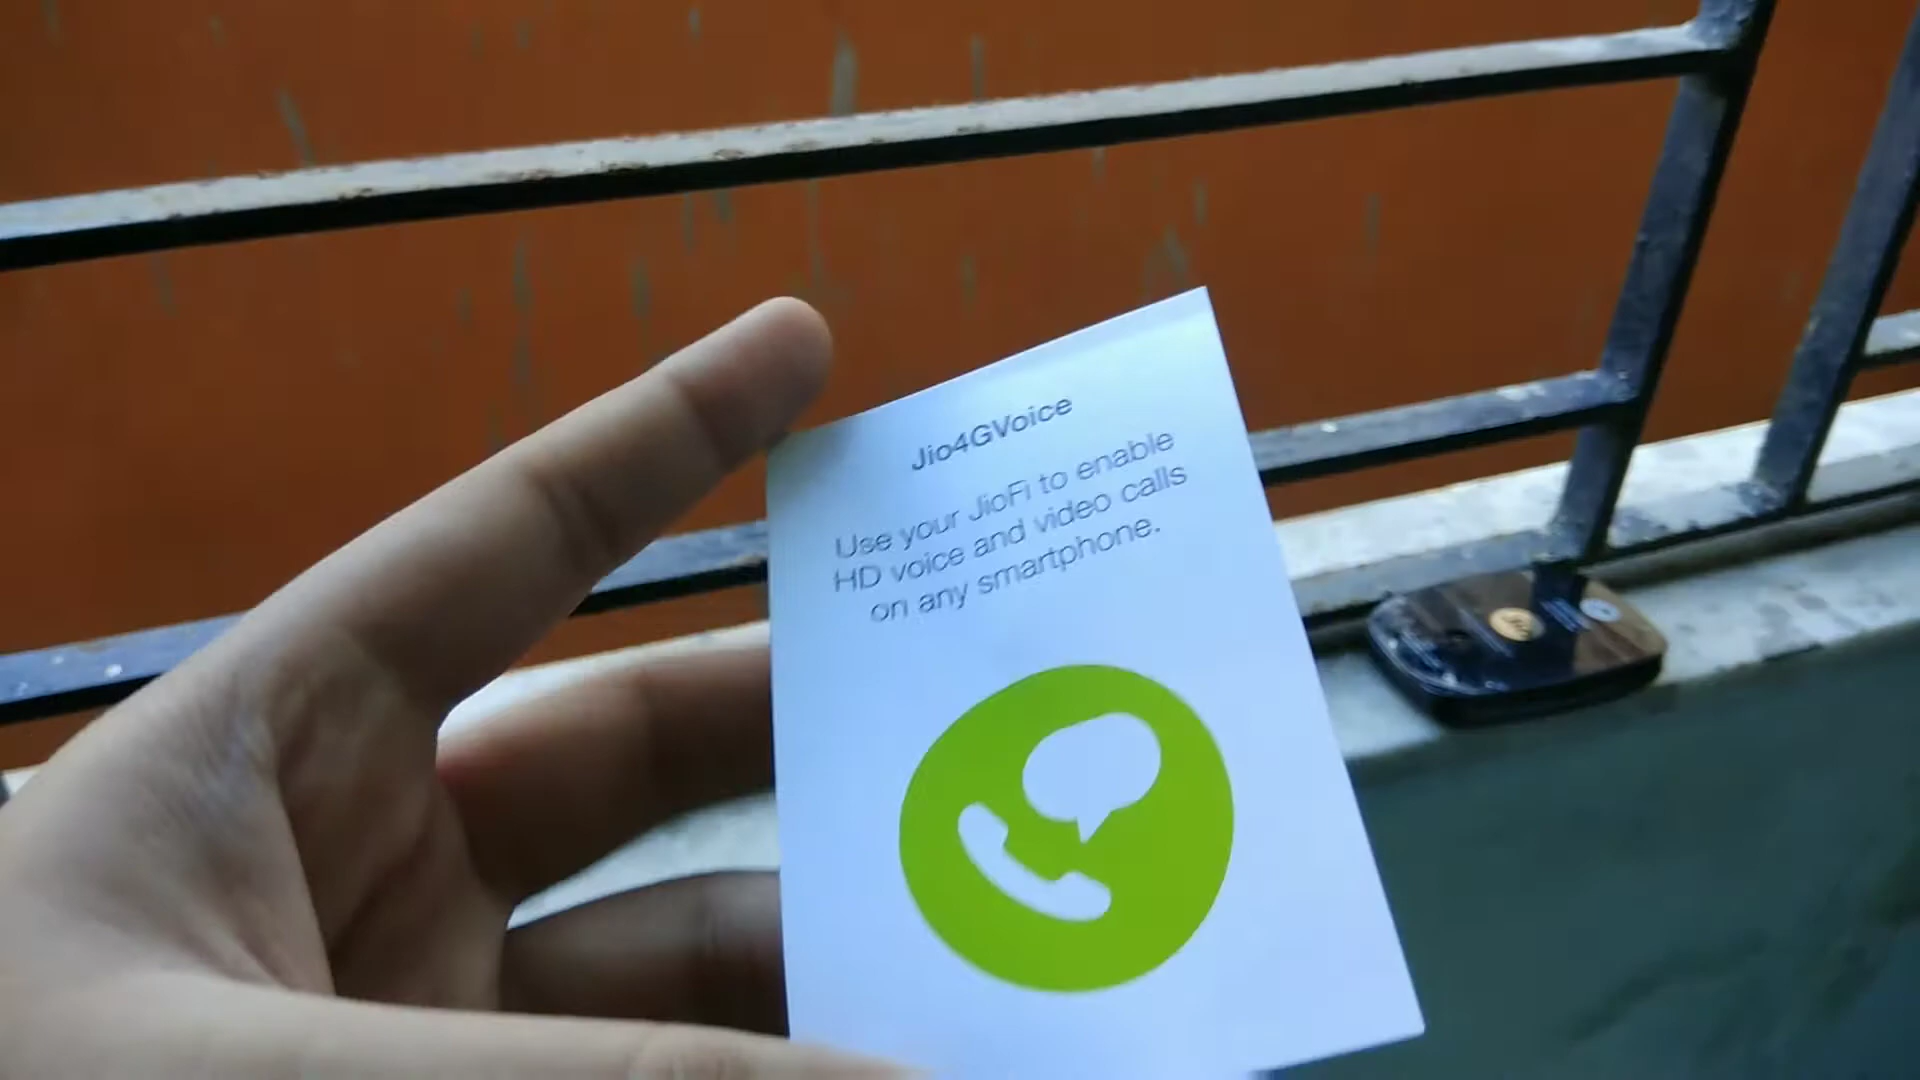 Jio4GVoice
Use your JioFi to enable
HD voice and video calls
on any smartphone.